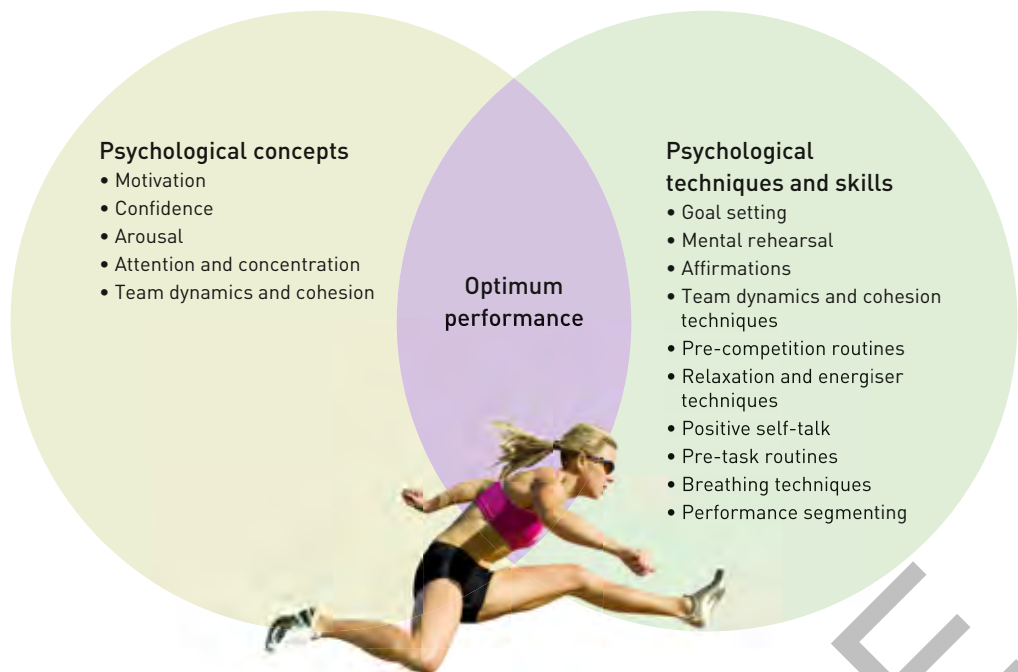 Psychological concepts
• Motivation
• Confidence
• Arousal
• Attention and concentration
• Team dynamics and cohesion
Optimum
performance
Psychological
techniques and skills
• Goal setting
• Mental rehearsal
• Affirmations
• Team dynamics and cohesion
techniques
• Pre-competition routines
• Relaxation and energiser
techniques
• Positive self-talk
• Pre-task routines
• Breathing techniques
• Performance segmenting